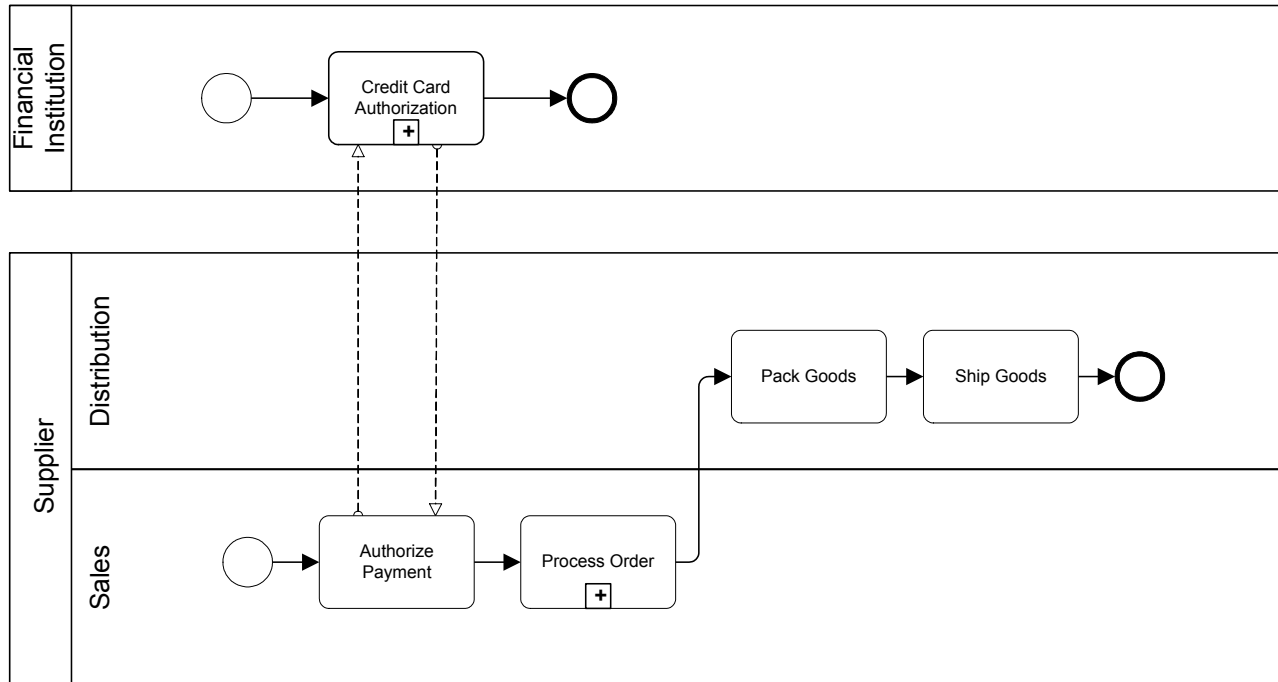 Financial
Institution
Credit Card
Authorization
+
Supplier
Distribution
Pack Goods
Ship Goods
Sales
Authorize
Payment
Process Order
+